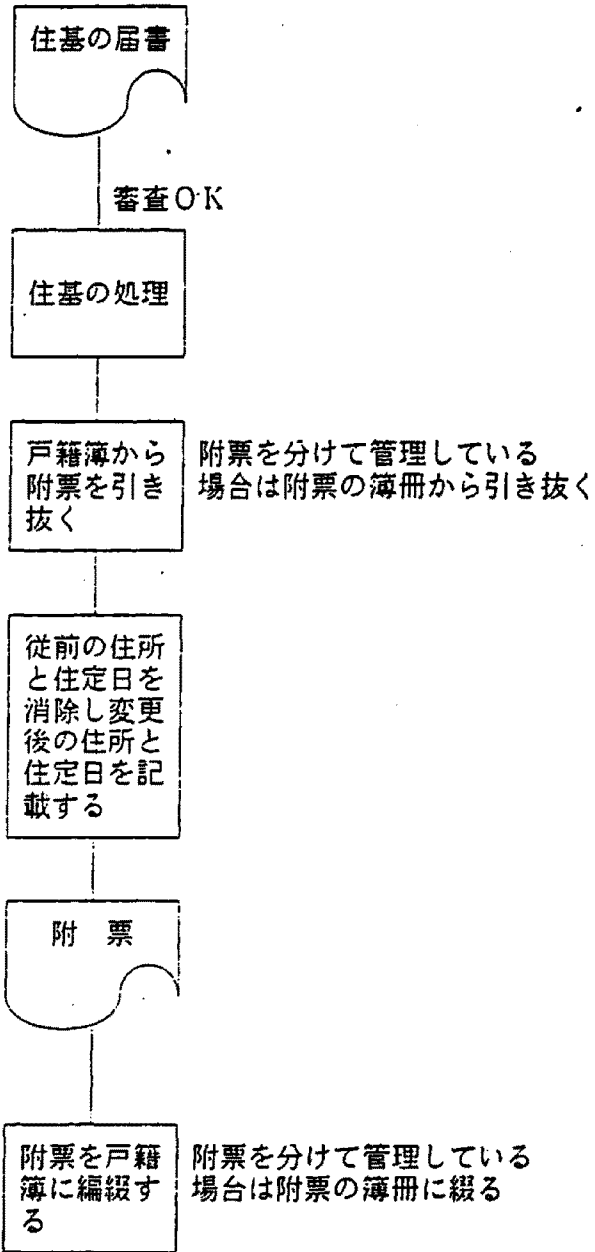 住基の届書
審査OK
住基の処理
戸籍簿から
附票を引き
抜く
附票を分けて管理している
場合は附票の簿冊から引き抜く
従前の住所
と住定日を
消除し変更
後の住所と
住定日を記
載する
附 票
附票を戸籍
簿に編綴す
る
附票を分けて管理している
場合は附票の簿冊に綴る